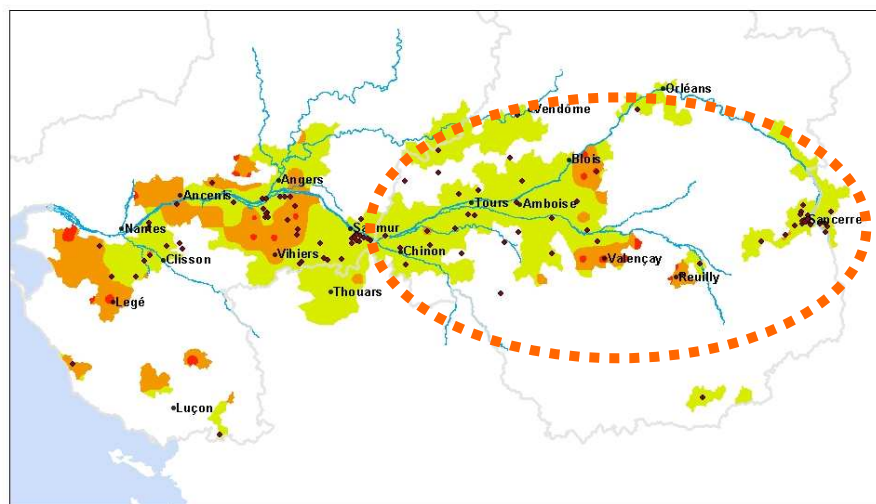 Orléans
Vendôme
Blois
Angers
Ancenis
Tours
Amboise
Sancerre
Nantes
Saumur
Chinon
Vihiers
Clisson
Valençay
Reuilly
Thouars
Legé
Luçon